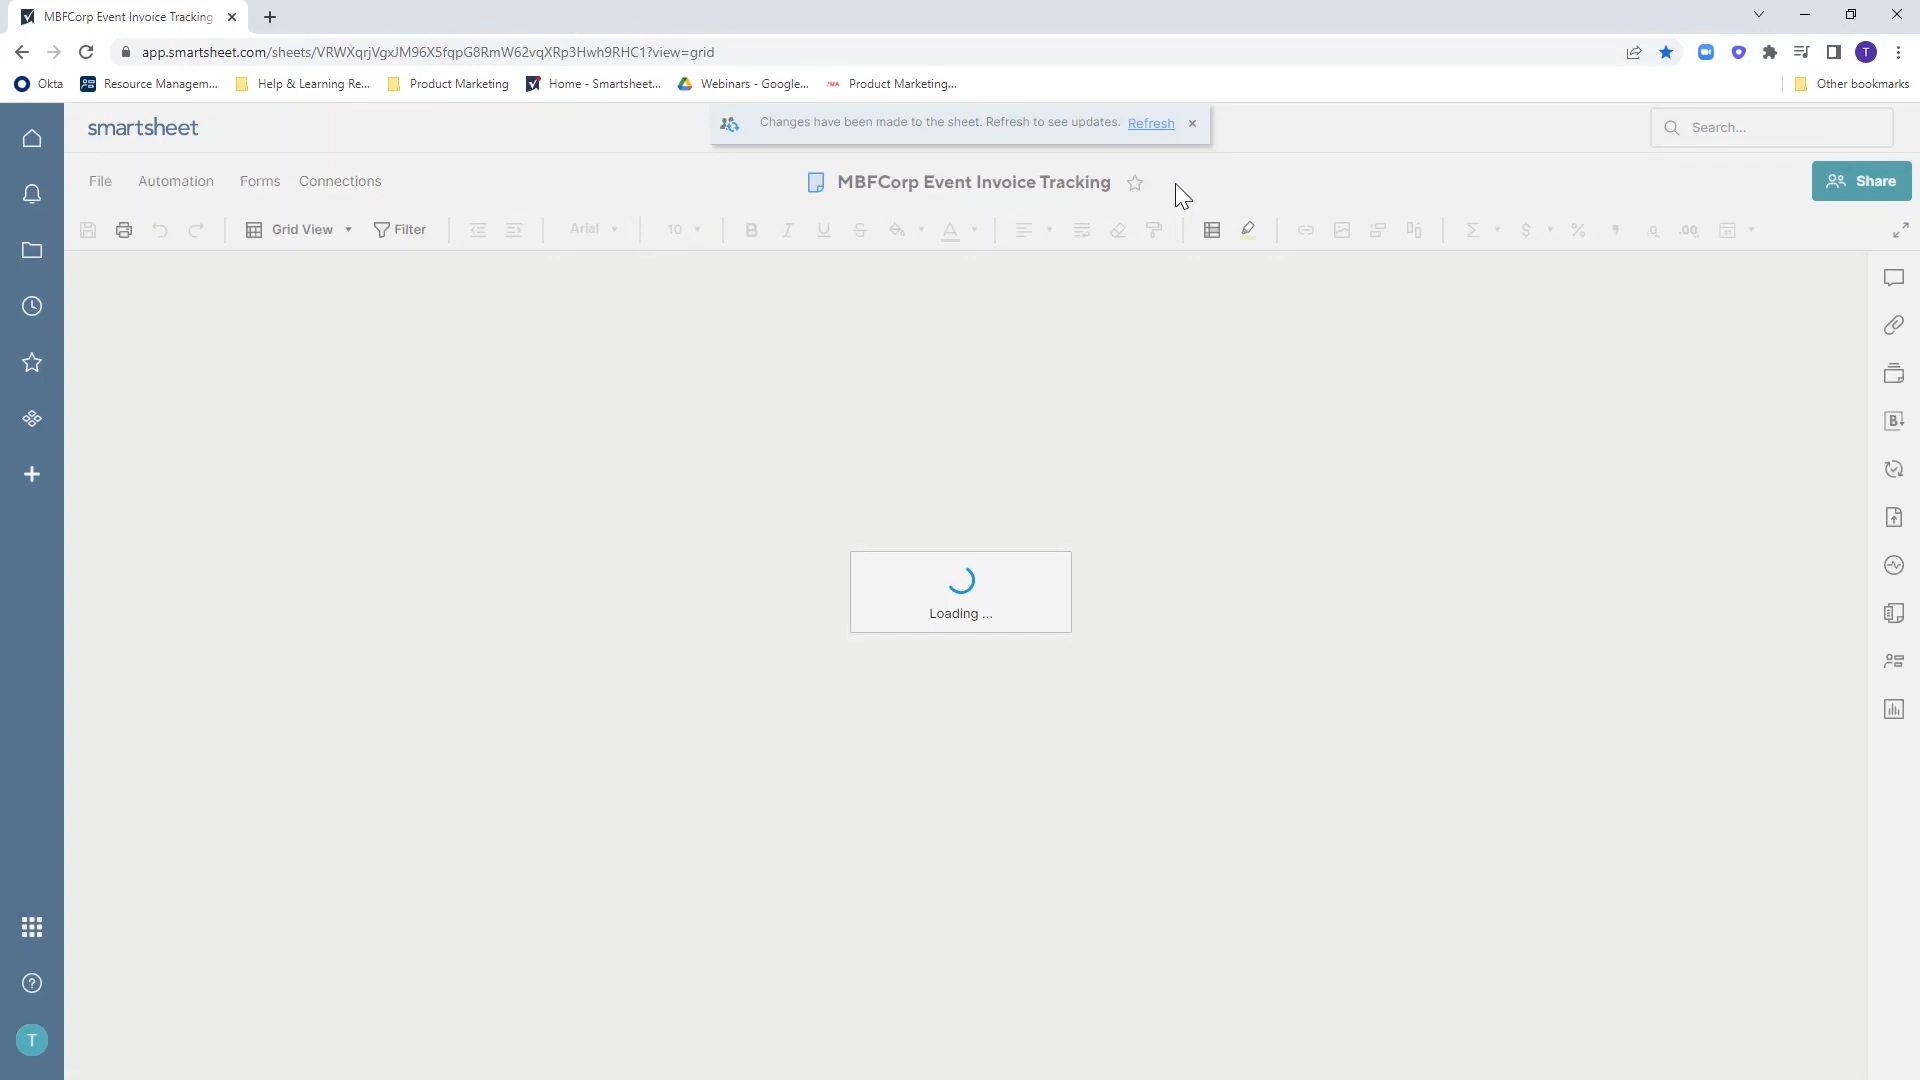 MBFCorp Event Invoice Tracking
app.smartsheet.com/sheets/VRWXqrjVgxJM96X5fqpG8RmW62vqXRp3Hwh9RHC1?view=grid
T
Okta
Resource Managem...
Help & Learning Re...
Product Marketing
Home - Smartsheet...
Webinars - Google...
Product Marketing...
Other bookmarks
smartsheet
Changes have been made to the sheet. Refresh to see updates. Refresh
Search...
File Automation Forms Connections
MBFCorp Event Invoice Tracking
Share
Grid View Filter Arial 10 B I U S A Σ $ % .0 .00
B
Loading ...
?
T